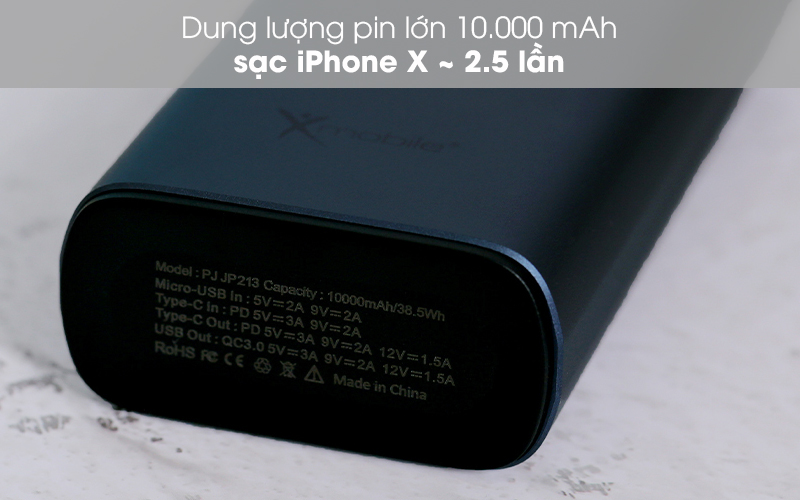 Dung lượng pin lớn 10.000 mAh
sạc iPhone X ~ 2.5 lần
Xmobile
Model : PJ JP213 Capacity : 10000mAh/38.5Wh
Micro-USB In : 5V⎓2A 9V⎓2A
Type-C In : PD 5V⎓3A 9V⎓2A
Type-C Out : PD 5V⎓3A 9V⎓2A 12V⎓1.5A
USB Out : QC3.0 5V⎓3A 9V⎓2A 12V⎓1.5A
RoHS FC CE Made in China